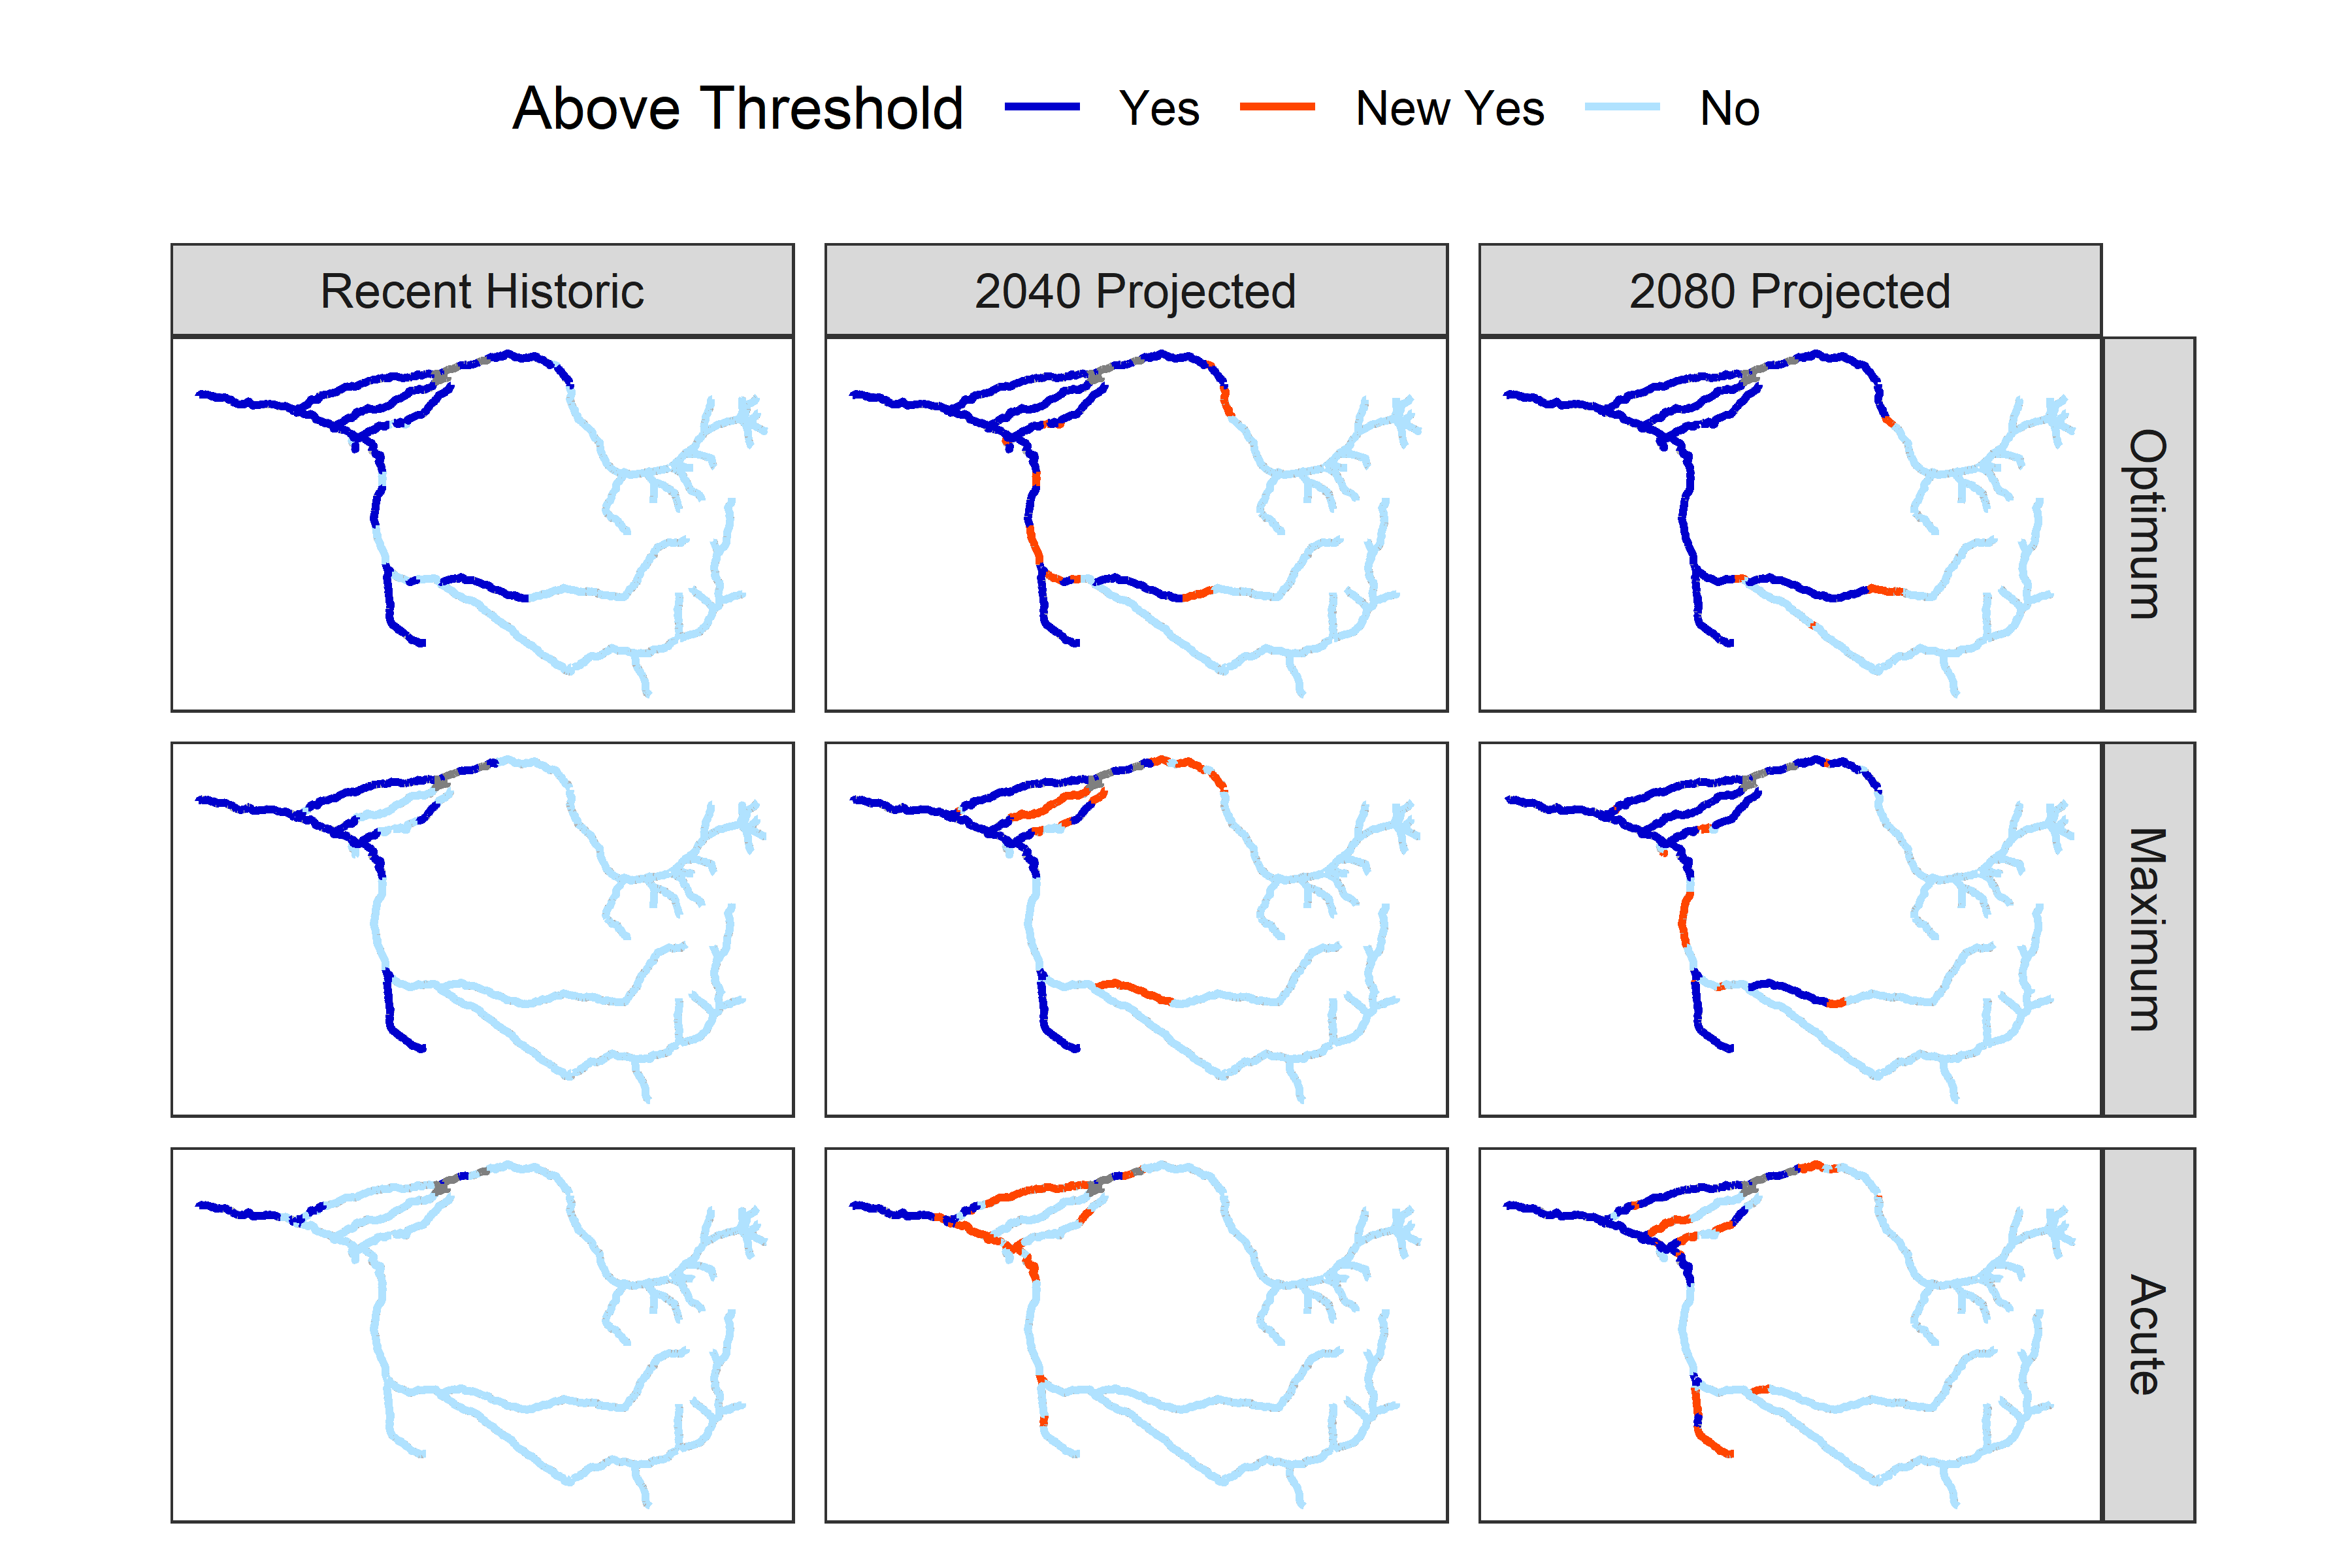 Above Threshold Yes New Yes No
Recent Historic 2040 Projected 2080 Projected
Optimum
Maximum
Acute